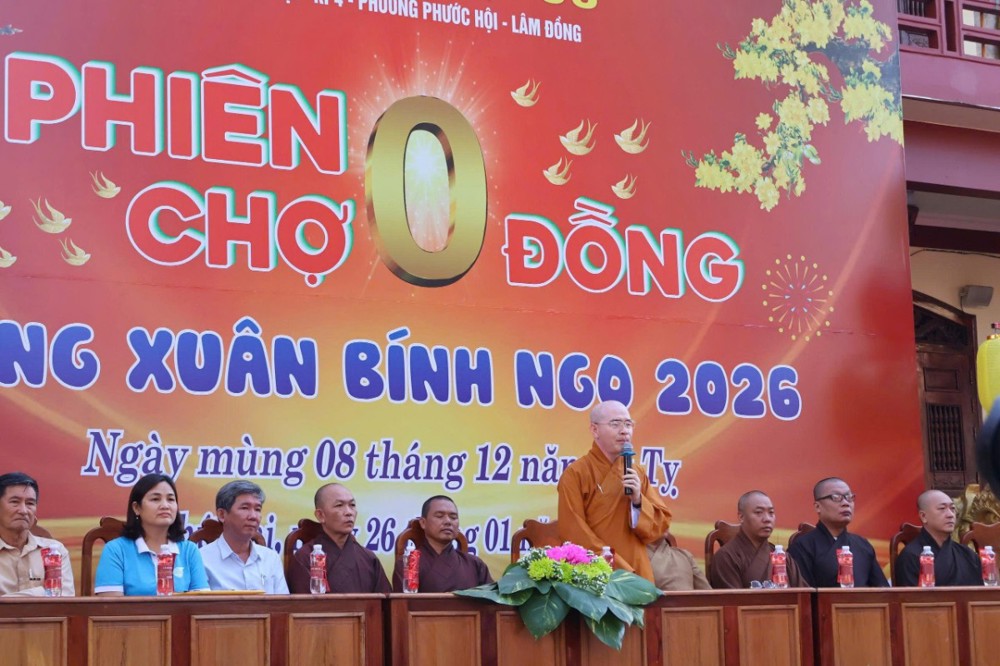 KP4 - PHƯỜNG PHƯỚC HỘI - LÂM ĐỒNG
PHIÊN
CHỢ 0 ĐỒNG
NG XUÂN BÍNH NGỌ 2026
Ngày mùng 08 tháng 12 năm Tỵ
26 01